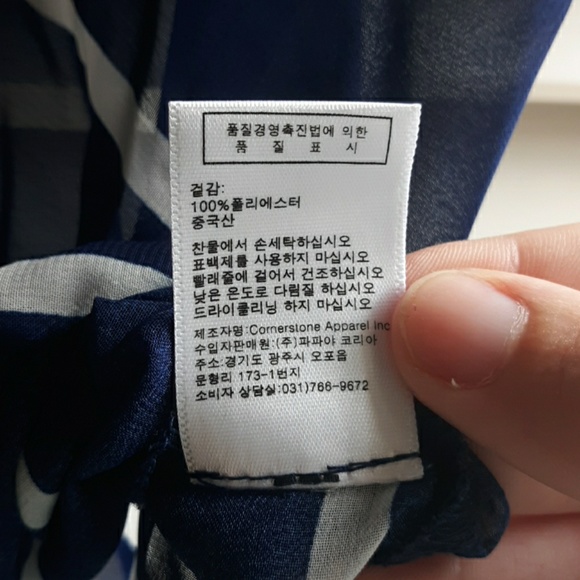 품질경영촉진법에 의한
품 질 표 시
겉감:
100%폴리에스터
중국산
찬물에서 손세탁하십시오
표백제를 사용하지 마십시오
빨래줄에 걸어서 건조하십시오
낮은 온도로 다림질 하십시오
드라이클리닝 하지 마십시오
제조자명:Cornerstone Apparel Inc
수입자판매원:(주)파파야 코리아
주소:경기도 광주시 오포읍
문형리 173-1번지
소비자 상담실:031)766-9672